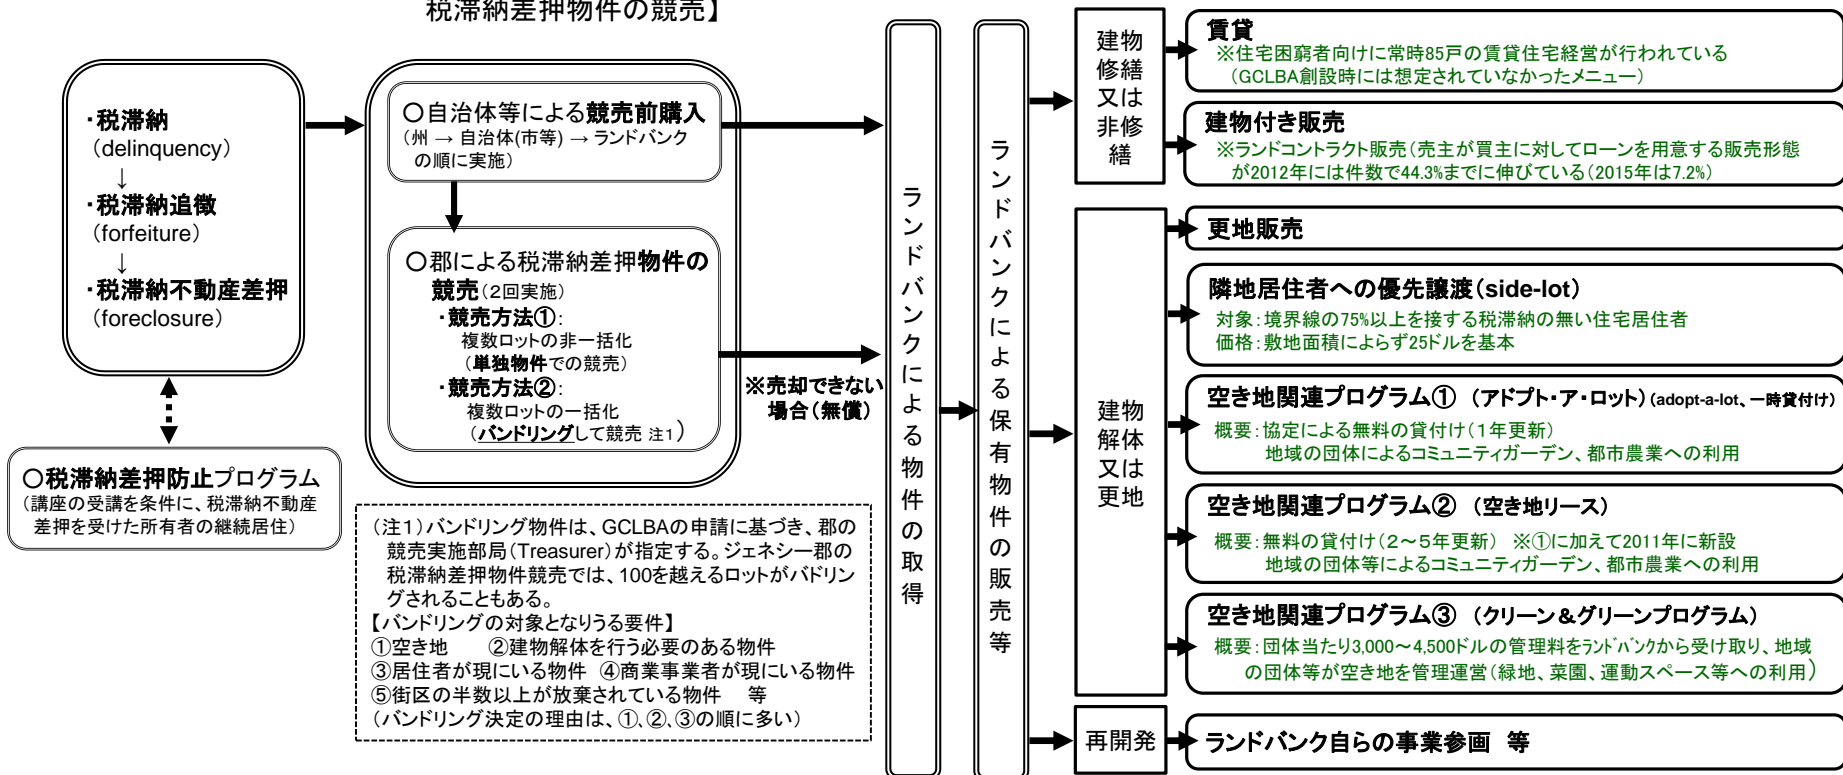 税滞納差押物件の競売】
・税滞納
(delinquency)
↓
・税滞納追徴
(forfeiture)
↓
・税滞納不動産差押
(foreclosure)
○税滞納差押防止プログラム
(講座の受講を条件に、税滞納不動産
差押を受けた所有者の継続居住)
○自治体等による競売前購入
(州 → 自治体(市等) → ランドバンク
の順に実施)
○郡による税滞納差押物件の
競売(2回実施)
・競売方法①:
複数ロットの非一括化
(単独物件での競売)
・競売方法②:
複数ロットの一括化
(バンドリングして競売 注1)
※売却できない
場合(無償)
(注1)バンドリング物件は、GCLBAの申請に基づき、郡の
競売実施部局(Treasurer)が指定する。ジェネシー郡の
税滞納差押物件競売では、100を越えるロットがバドリン
グされることもある。
【バンドリングの対象となりうる要件】
①空き地 ②建物解体を行う必要のある物件
③居住者が現にいる物件 ④商業事業者が現にいる物件
⑤街区の半数以上が放棄されている物件 等
(バンドリング決定の理由は、①、②、③の順に多い)
ランドバンクによる物件の取得
ランドバンクによる保有物件の販売等
建物
修繕
又は
非修
繕
賃貸
※住宅困窮者向けに常時85戸の賃貸住宅経営が行われている
(GCLBA創設時には想定されていなかったメニュー)
建物付き販売
※ランドコントラクト販売(売主が買主に対してローンを用意する販売形態
が2012年には件数で44.3%までに伸びている(2015年は7.2%)
建物
解体
又は
更地
更地販売
隣地居住者への優先譲渡(side-lot)
対象:境界線の75%以上を接する税滞納の無い住宅居住者
価格:敷地面積によらず25ドルを基本
空き地関連プログラム① (アドプト・ア・ロット)(adopt-a-lot、一時貸付け)
概要:協定による無料の貸付け(1年更新)
地域の団体によるコミュニティガーデン、都市農業への利用
空き地関連プログラム② (空き地リース)
概要:無料の貸付け(2～5年更新) ※①に加えて2011年に新設
地域の団体等によるコミュニティガーデン、都市農業への利用
空き地関連プログラム③ (クリーン&グリーンプログラム)
概要:団体当たり3,000～4,500ドルの管理料をランドバンクから受け取り、地域
の団体等が空き地を管理運営(緑地、菜園、運動スペース等への利用)
再開発
ランドバンク自らの事業参画 等